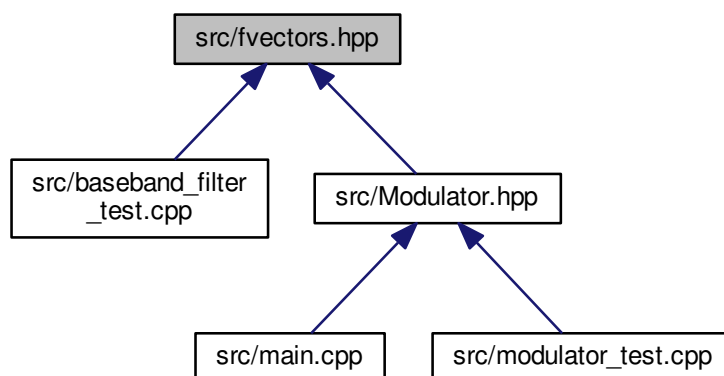 src/fvectors.hpp
src/baseband_filter
_test.cpp
src/Modulator.hpp
src/main.cpp
src/modulator_test.cpp